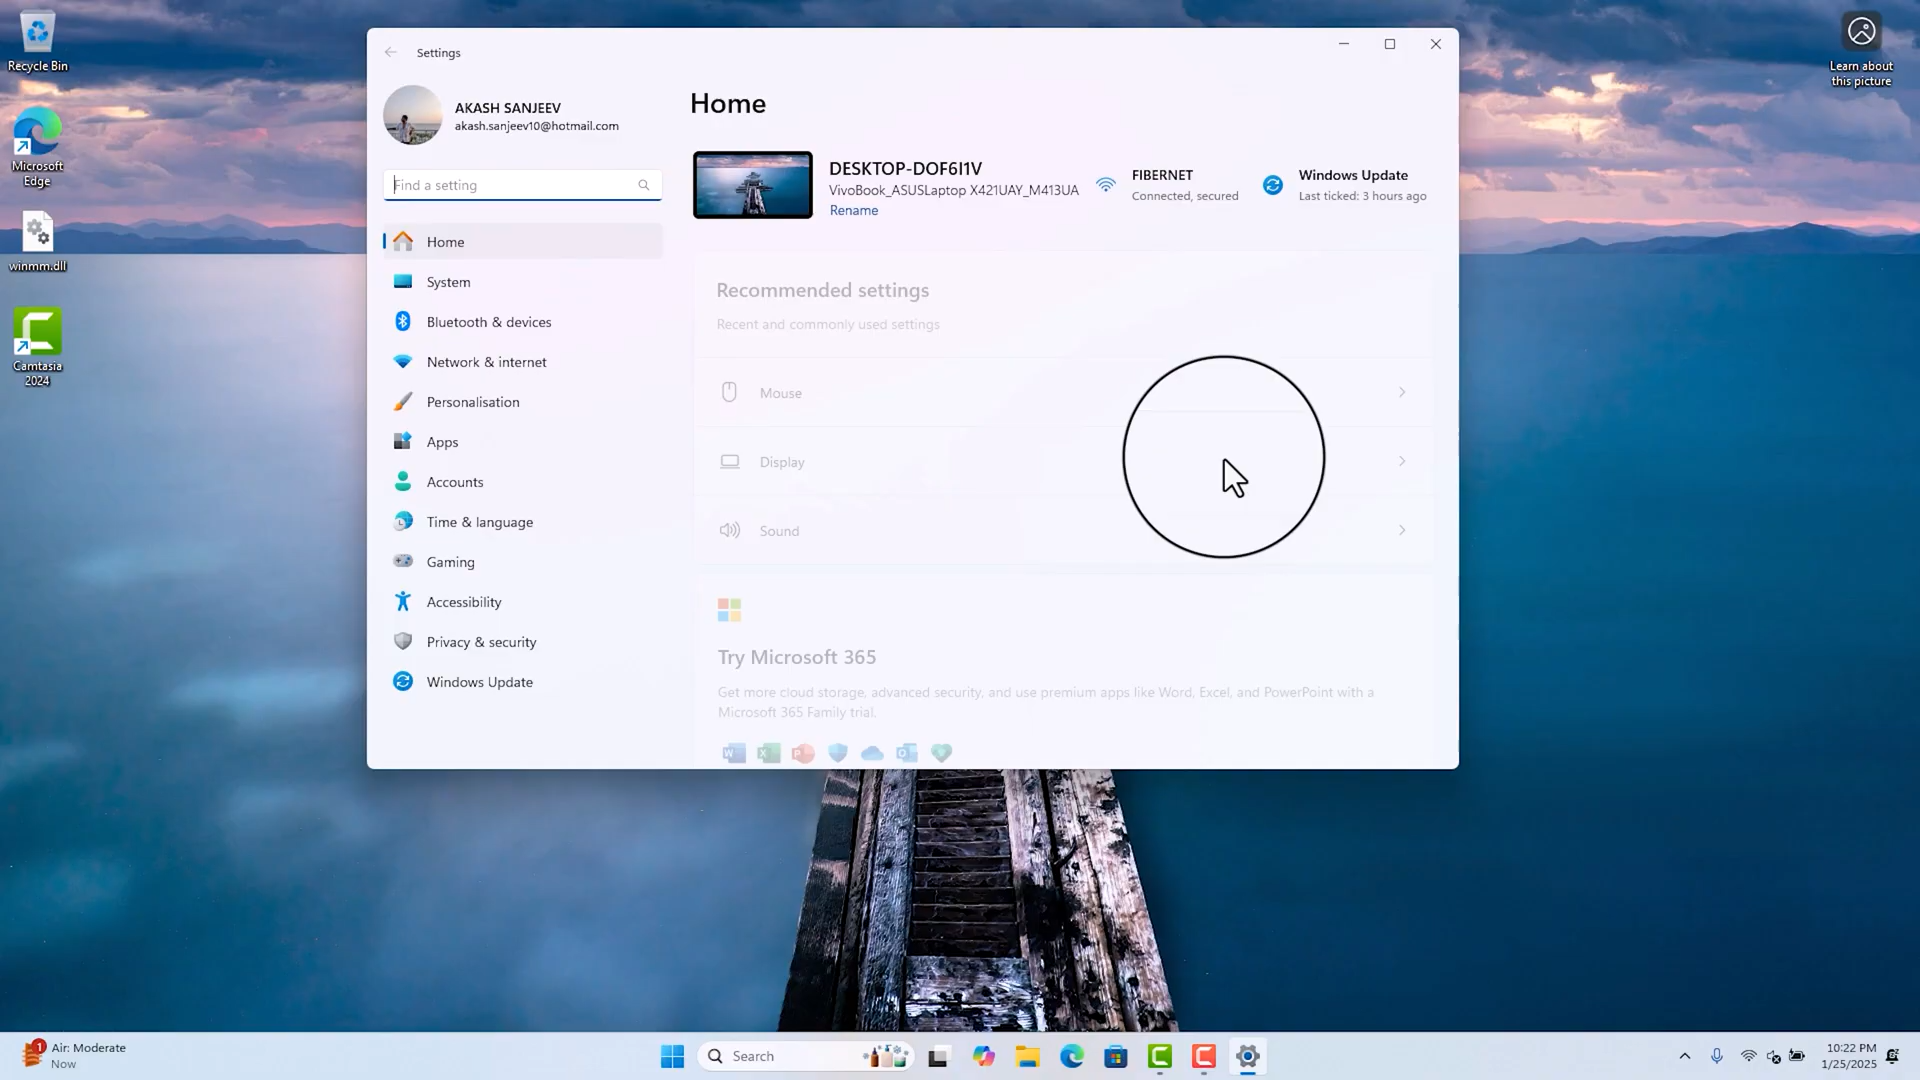 Recycle Bin
Microsoft
Edge
winmm.dll
Camtasia
2024
Learn about
this picture
Settings
AKASH SANJEEV
akash.sanjeev10@hotmail.com
Find a setting
Home
System
Bluetooth & devices
Network & internet
Personalisation
Apps
Accounts
Time & language
Gaming
Accessibility
Privacy & security
Windows Update
Home
DESKTOP-DOF6I1V
VivoBook_ASUSLaptop X421UAY_M413UA
Rename
FIBERNET
Connected, secured
Windows Update
Last ticked: 3 hours ago
Recommended settings
Recent and commonly used settings
Mouse
Display
Sound
Try Microsoft 365
Get more cloud storage, advanced security, and use premium apps like Word, Excel, and PowerPoint with a
Microsoft 365 Family trial.
1
Air: Moderate
Now
Search
10:22 PM
1/25/2025